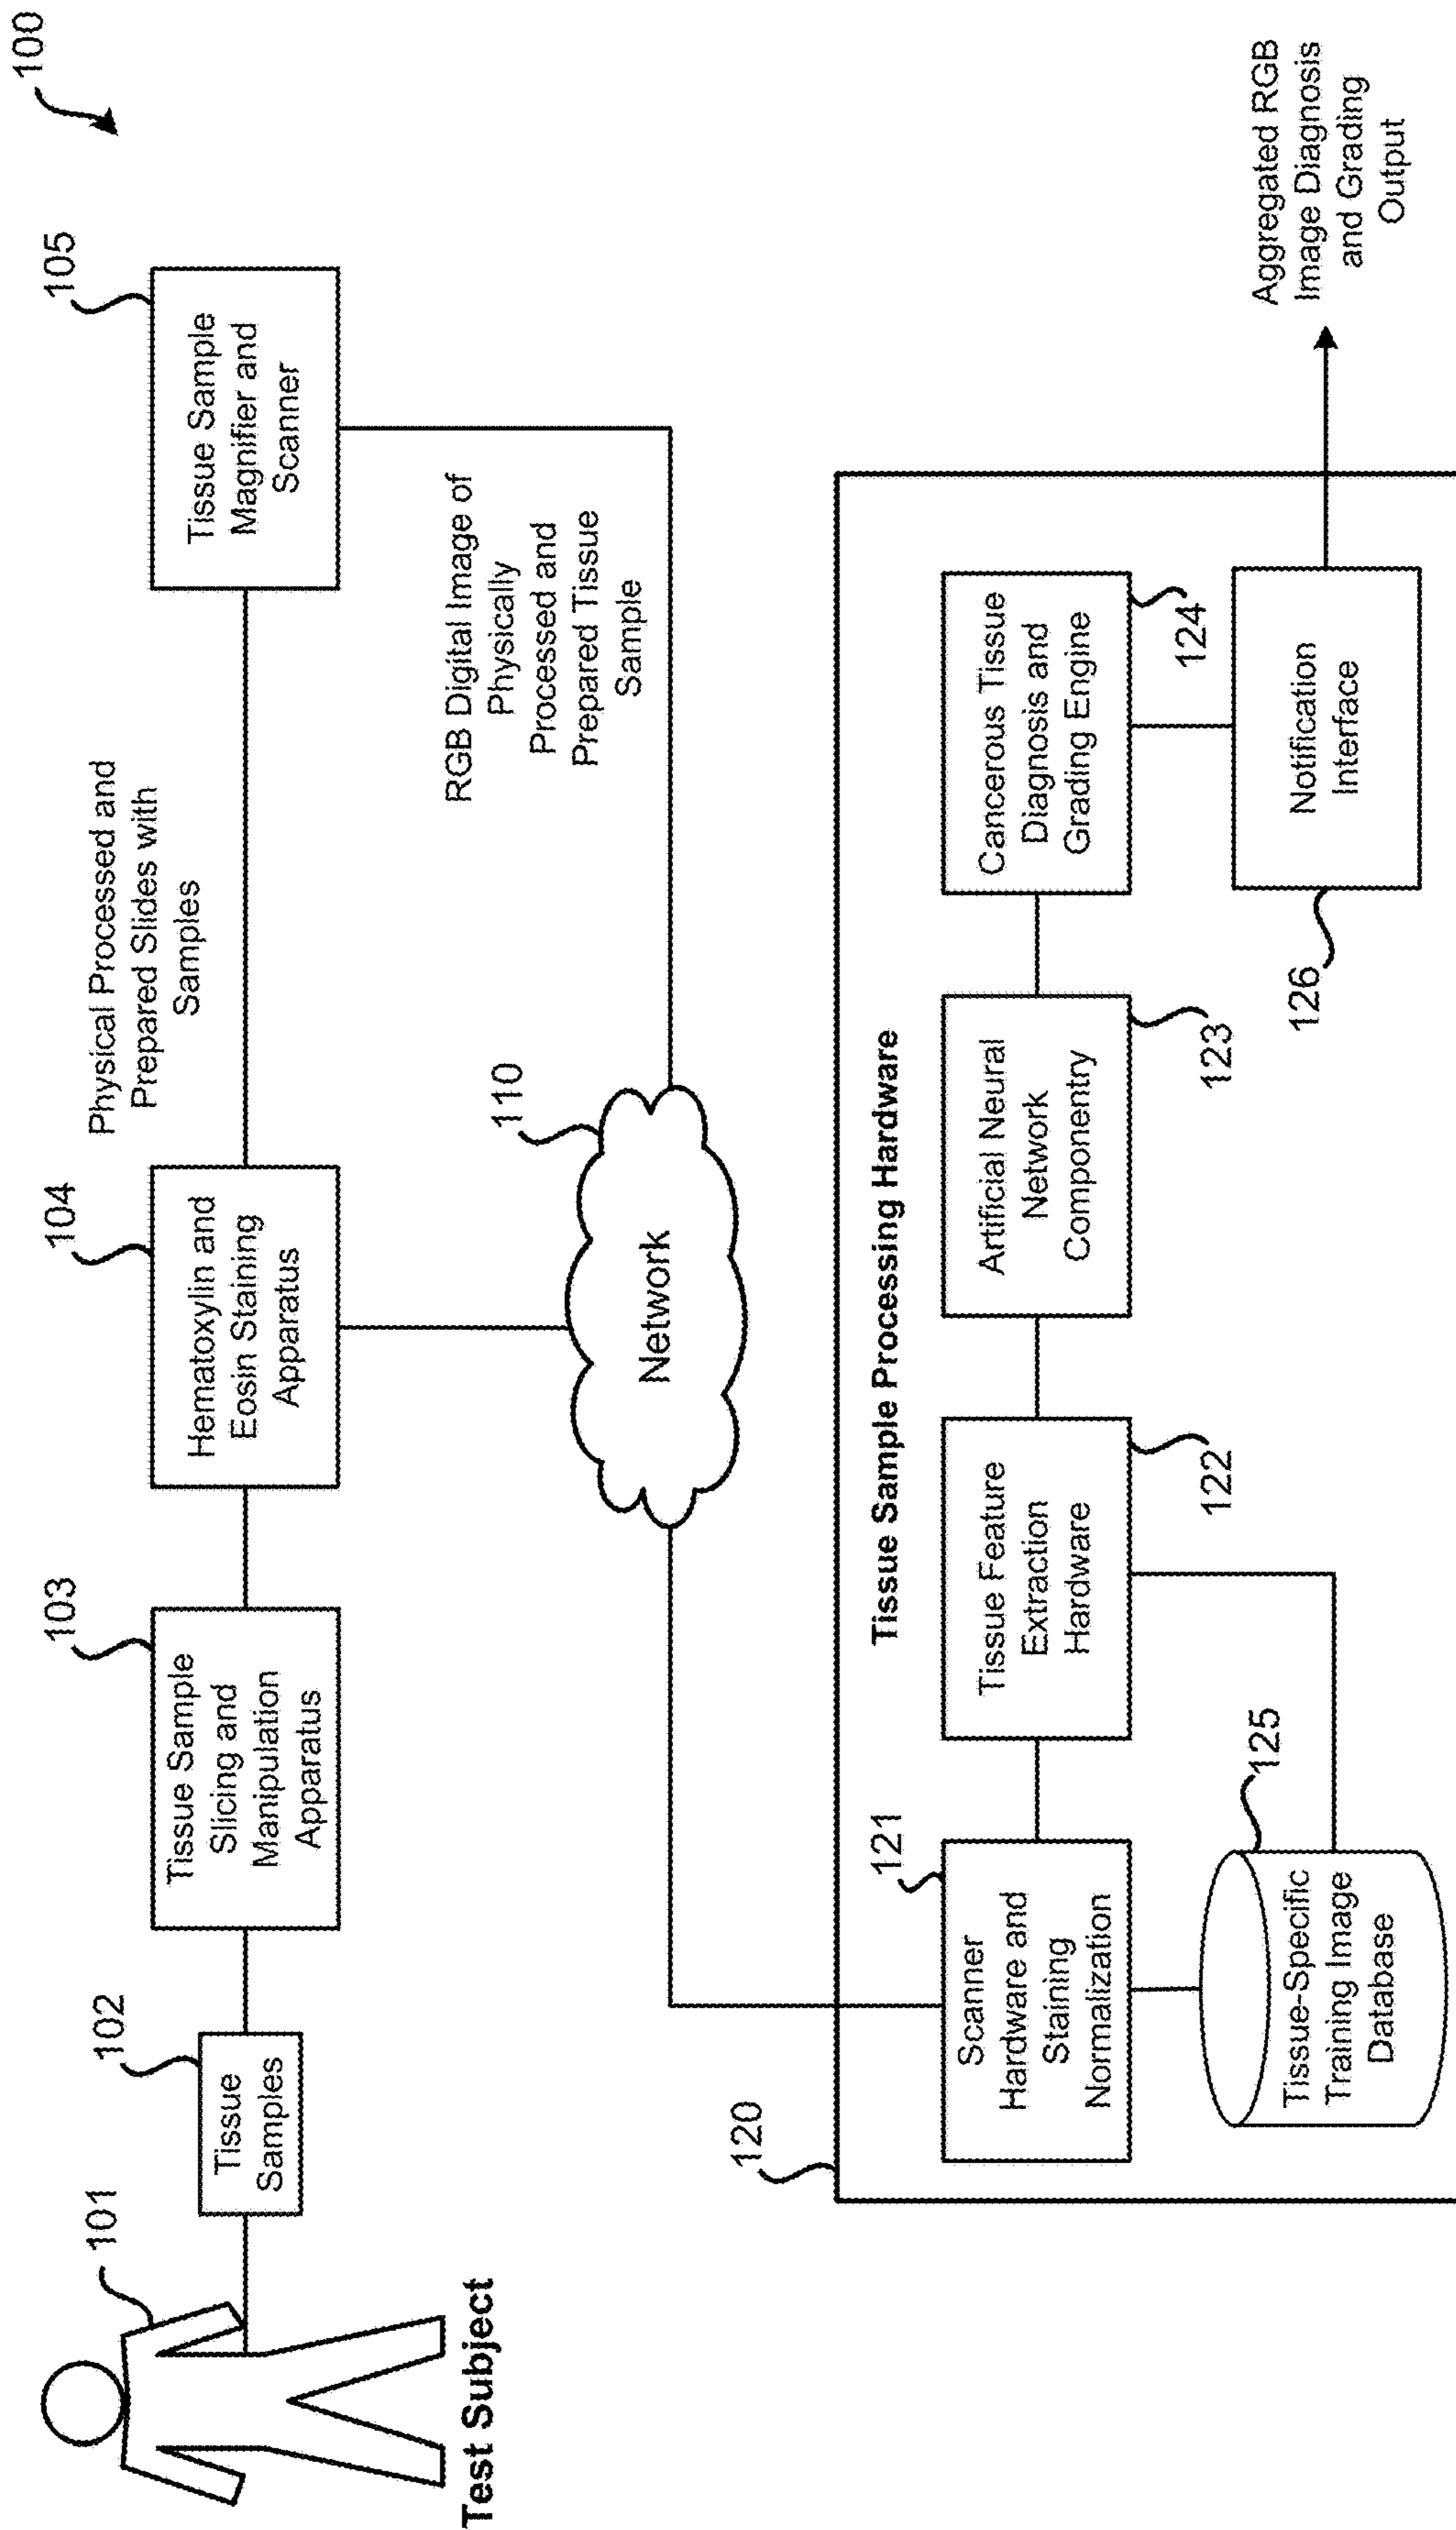 100
101
Test Subject
102
Tissue
Samples
103
Tissue Sample
Slicing and
Manipulation
Apparatus
104
Hematoxylin and
Eosin Staining
Apparatus
Physical Processed and
Prepared Slides with
Samples
105
Tissue Sample
Magnifier and
Scanner
RGB Digital Image of
Physically
Processed and
Prepared Tissue
Sample
110
Network
120
Tissue Sample Processing Hardware
121
Scanner
Hardware and
Staining
Normalization
122
Tissue Feature
Extraction
Hardware
123
Artificial Neural
Network
Componentry
124
Cancerous Tissue
Diagnosis and
Grading Engine
125
Tissue-Specific
Training Image
Database
126
Notification
Interface
Aggregated RGB
Image Diagnosis
and Grading
Output